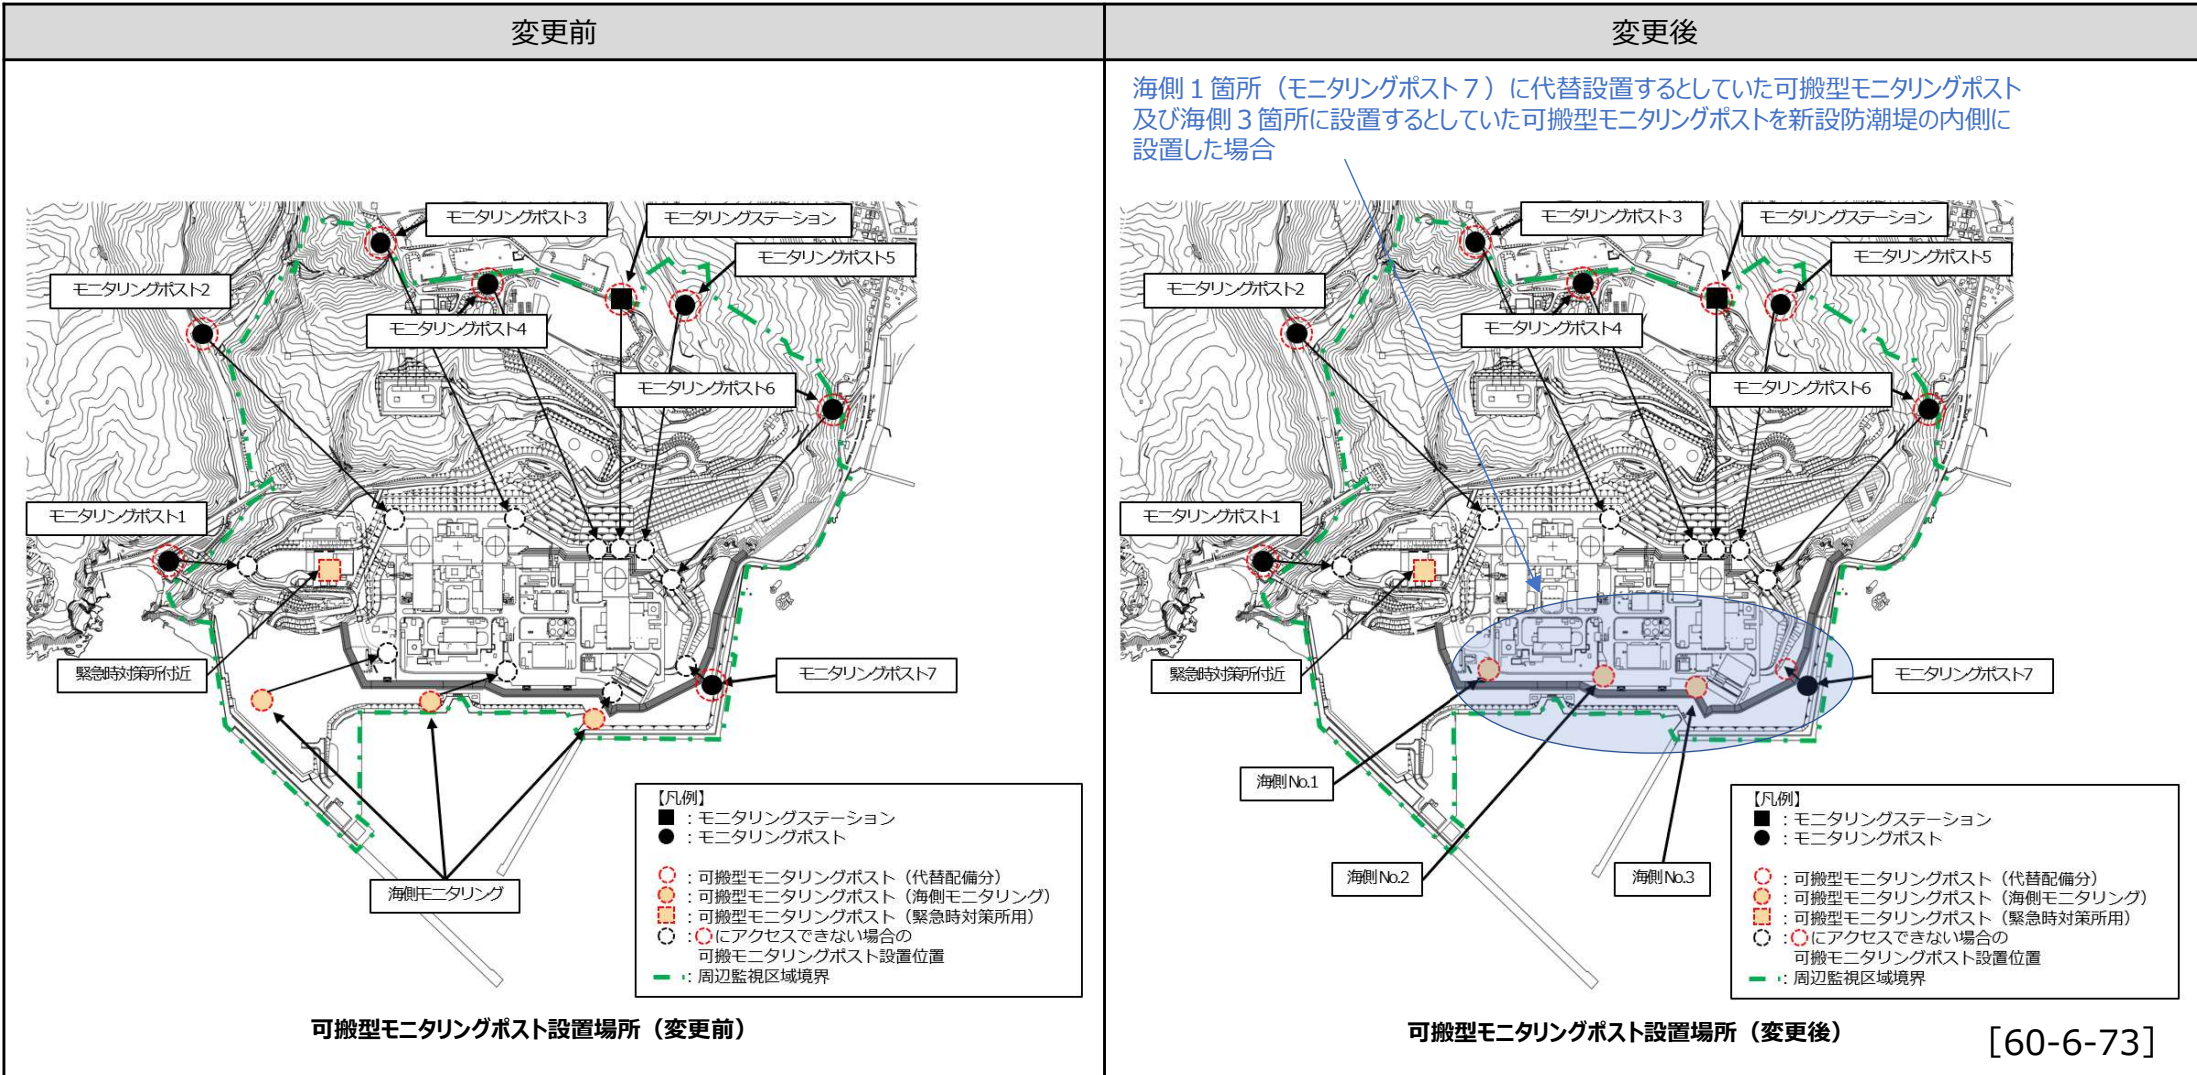 変更前
モニタリングポスト3
モニタリングステーション
モニタリングポスト5
モニタリングポスト2
モニタリングポスト4
モニタリングポスト6
モニタリングポスト1
緊急時対策所付近
モニタリングポスト7
海側モニタリング
【凡例】
：モニタリングステーション
：モニタリングポスト
：可搬型モニタリングポスト（代替配備分）
：可搬型モニタリングポスト（海側モニタリング）
：可搬型モニタリングポスト（緊急時対策所用）
：〇にアクセスできない場合の
可搬モニタリングポスト設置位置
：周辺監視区域境界
可搬型モニタリングポスト設置場所（変更前）
変更後
海側１箇所（モニタリングポスト７）に代替設置するとしていた可搬型モニタリングポスト
及び海側３箇所に設置するとしていた可搬型モニタリングポストを新設防潮堤の内側に
設置した場合
モニタリングポスト3
モニタリングステーション
モニタリングポスト5
モニタリングポスト2
モニタリングポスト4
モニタリングポスト6
モニタリングポスト1
緊急時対策所付近
モニタリングポスト7
海側No.1
海側No.2
海側No.3
【凡例】
：モニタリングステーション
：モニタリングポスト
：可搬型モニタリングポスト（代替配備分）
：可搬型モニタリングポスト（海側モニタリング）
：可搬型モニタリングポスト（緊急時対策所用）
：〇にアクセスできない場合の
可搬モニタリングポスト設置位置
：周辺監視区域境界
可搬型モニタリングポスト設置場所（変更後）
［60-6-73］